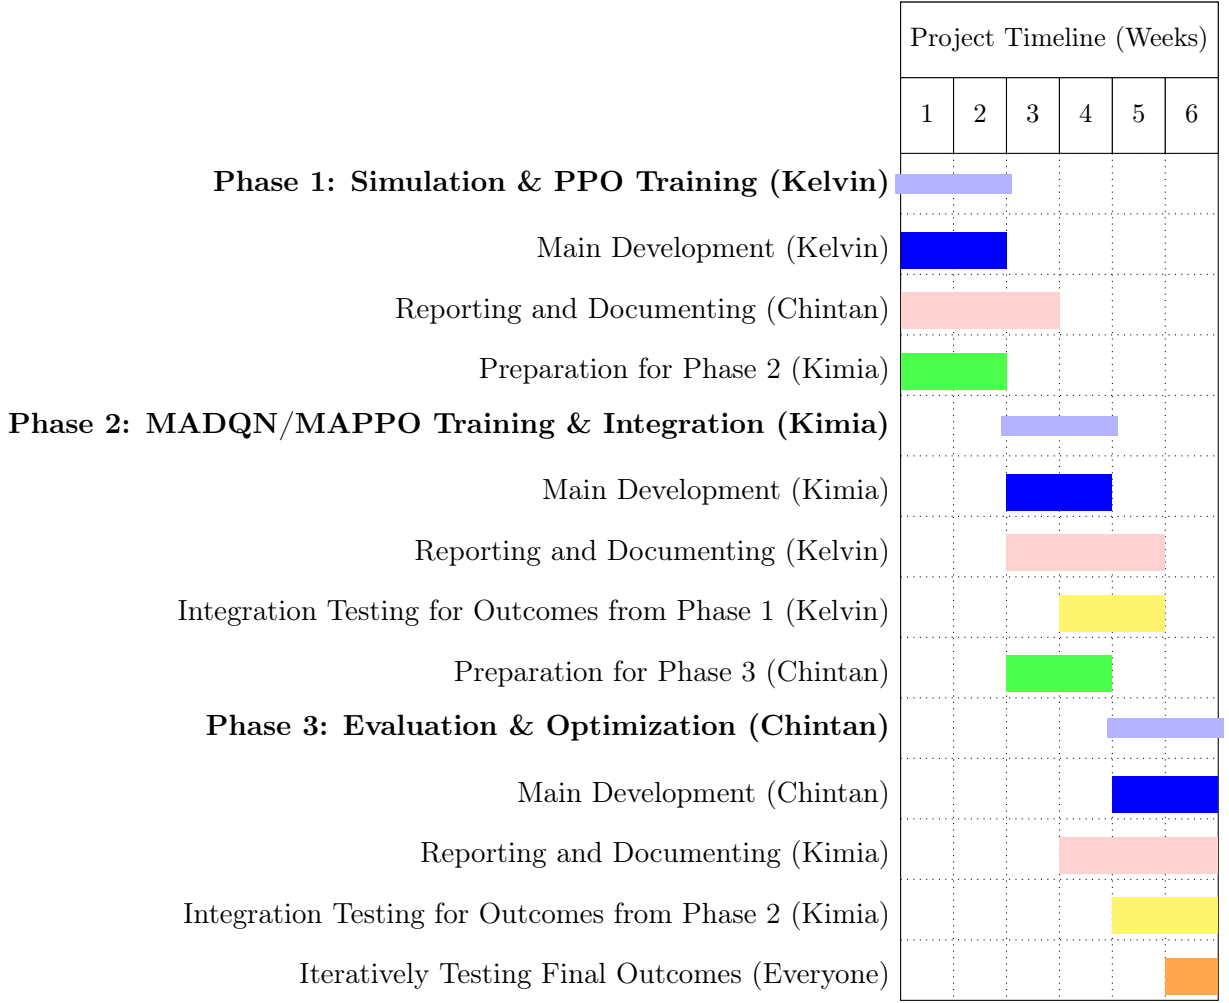 Project Timeline (Weeks)
1 2 3 4 5 6
Phase 1: Simulation & PPO Training (Kelvin)
Main Development (Kelvin)
Reporting and Documenting (Chintan)
Preparation for Phase 2 (Kimia)
Phase 2: MADQN/MAPPO Training & Integration (Kimia)
Main Development (Kimia)
Reporting and Documenting (Kelvin)
Integration Testing for Outcomes from Phase 1 (Kelvin)
Preparation for Phase 3 (Chintan)
Phase 3: Evaluation & Optimization (Chintan)
Main Development (Chintan)
Reporting and Documenting (Kimia)
Integration Testing for Outcomes from Phase 2 (Kimia)
Iteratively Testing Final Outcomes (Everyone)